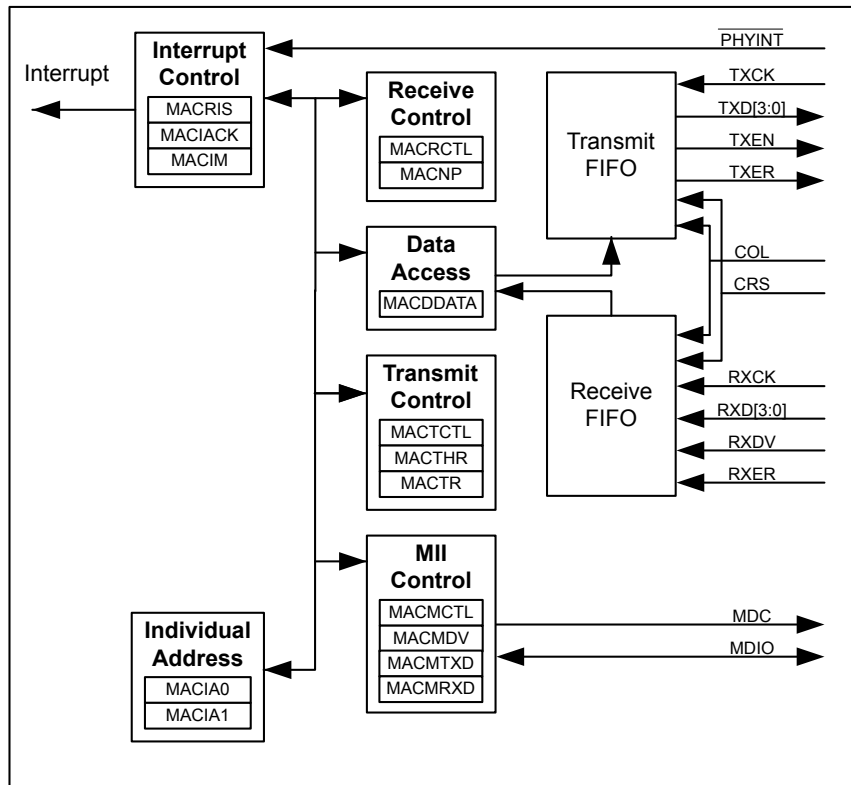 Interrupt
Interrupt
Control
MACRIS
MACIACK
MACIM
Receive
Control
MACRCTL
MACNP
Data
Access
MACDDATA
Transmit
Control
MACTCTL
MACTHR
MACTR
MII
Control
MACMCTL
MACMDV
MACMTXD
MACMRXD
Individual
Address
MACIA0
MACIA1
Transmit
FIFO
Receive
FIFO
PHYINT
TXCK
TXD[3:0]
TXEN
TXER
COL
CRS
RXCK
RXD[3:0]
RXDV
RXER
MDC
MDIO